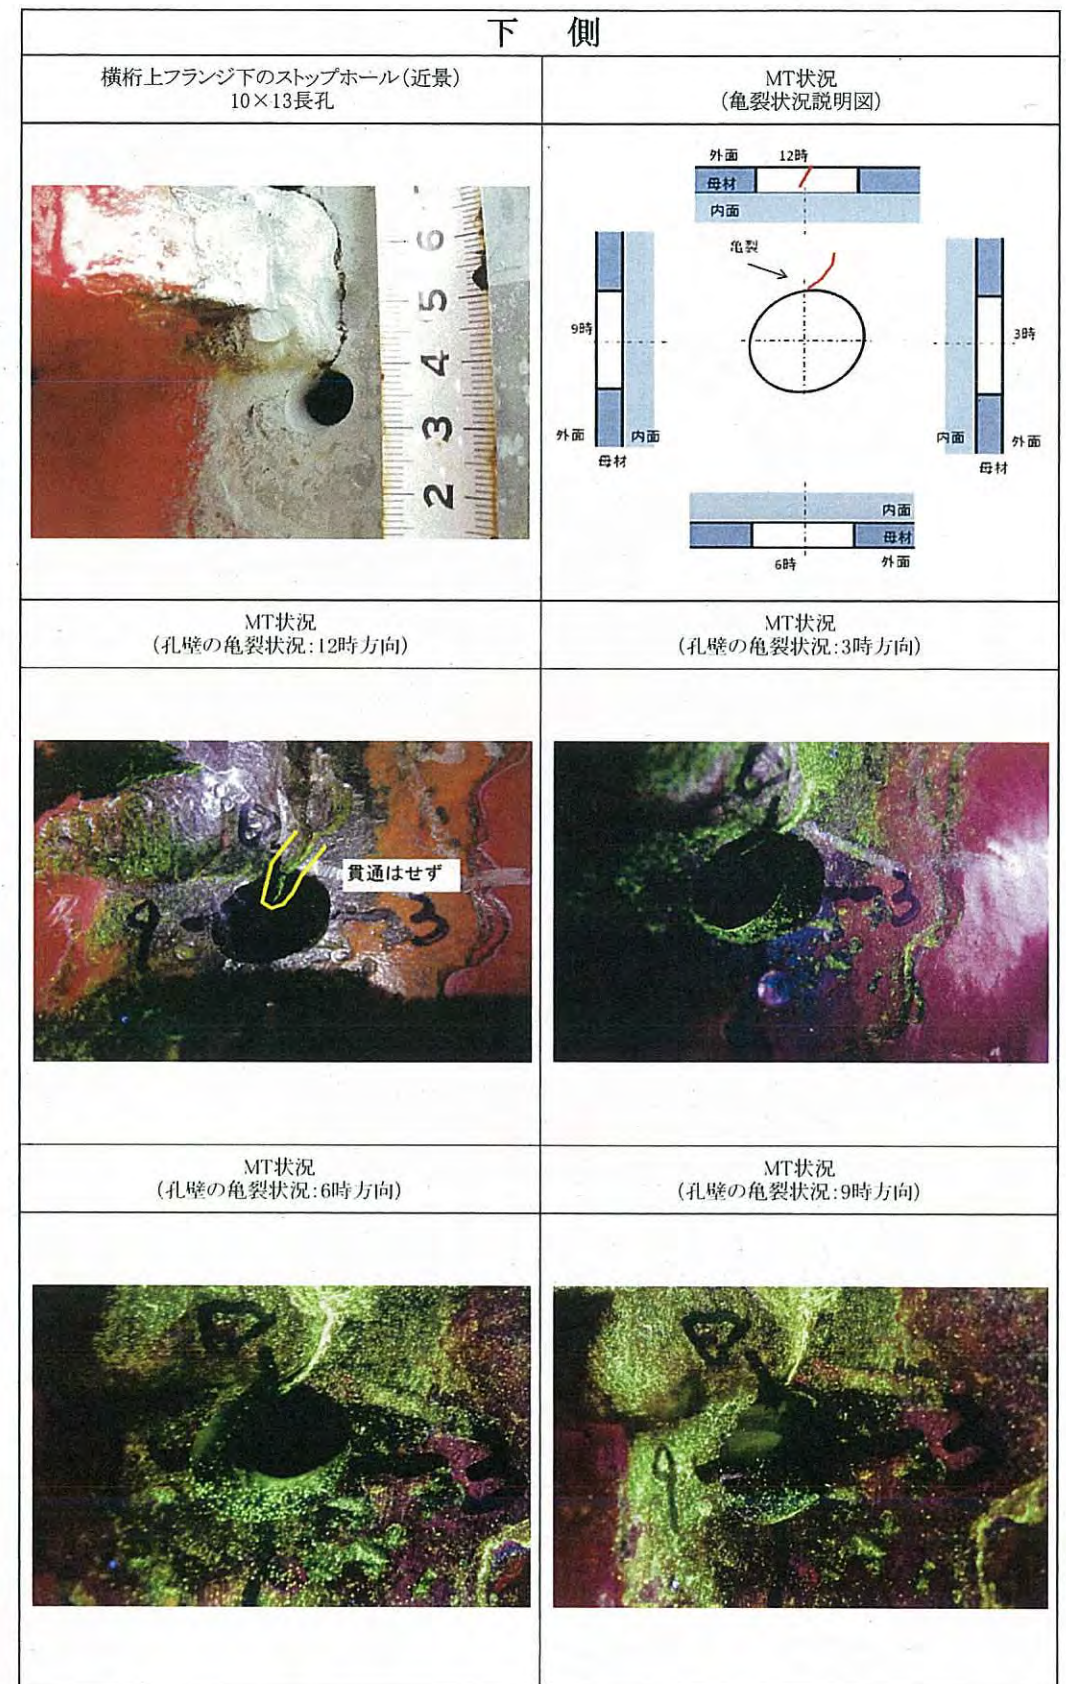 下 側
横桁上フランジ下のストップホール(近景)
10×13長孔
MT状況
(亀裂状況説明図)
6
5
4
3
2
外面
12時
母材
内面
亀裂
9時
3時
外面
内面
母材
内面
外面
母材
内面
母材
6時
外面
MT状況
(孔壁の亀裂状況:12時方向)
MT状況
(孔壁の亀裂状況:3時方向)
貫通はせず
9
3
3
MT状況
(孔壁の亀裂状況:6時方向)
MT状況
(孔壁の亀裂状況:9時方向)
3
9
3